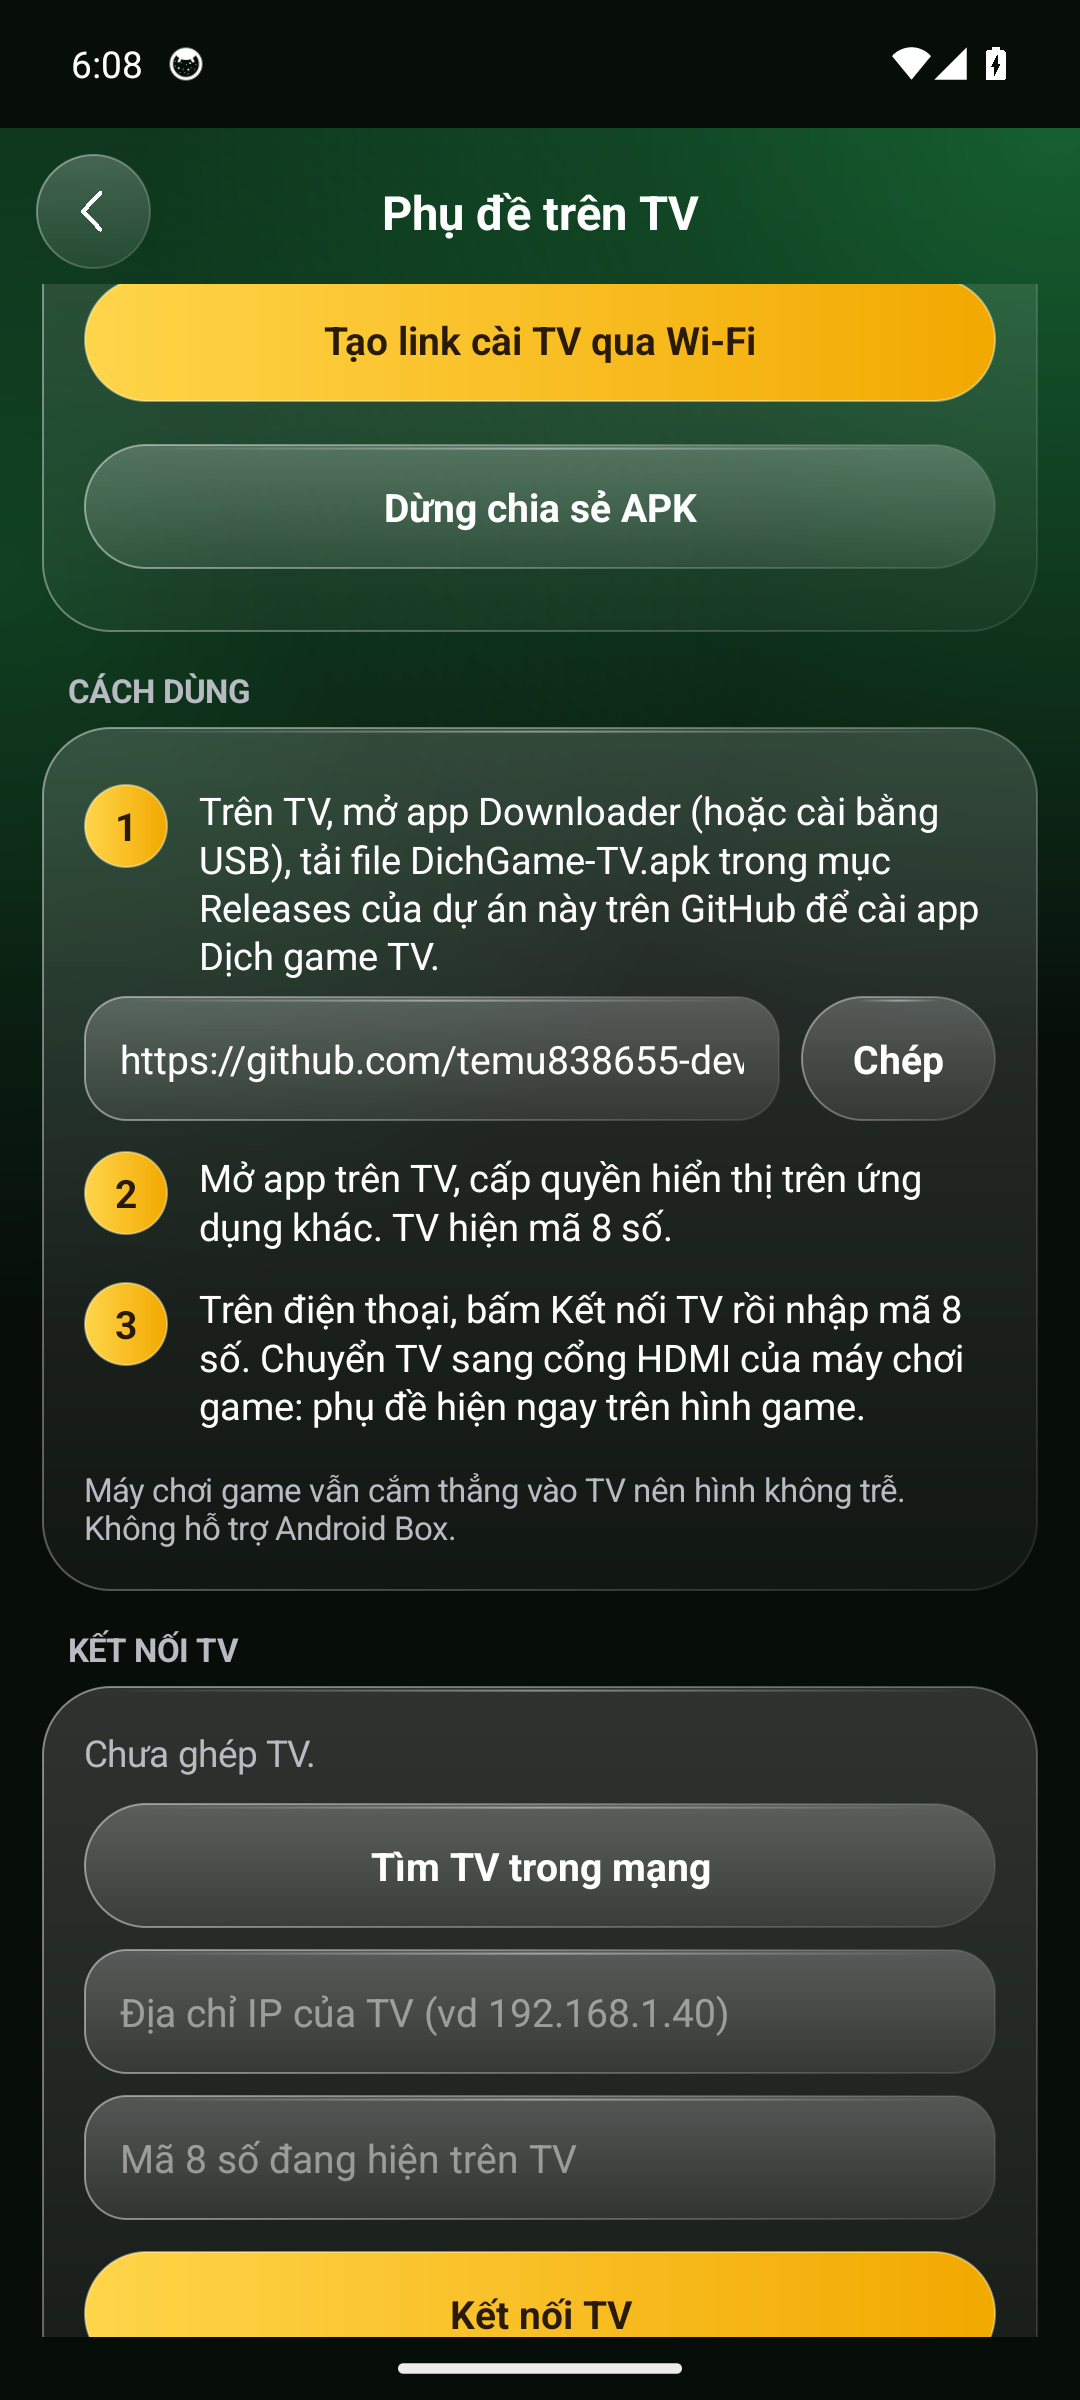 6:08
Phụ đề trên TV
Tạo link cài TV qua Wi-Fi
Dừng chia sẻ APK
CÁCH DÙNG
1
Trên TV, mở app Downloader (hoặc cài bằng
USB), tải file DichGame-TV.apk trong mục
Releases của dự án này trên GitHub để cài app
Dịch game TV.
https://github.com/temu838655-dev
Chép
2
Mở app trên TV, cấp quyền hiển thị trên ứng
dụng khác. TV hiện mã 8 số.
3
Trên điện thoại, bấm Kết nối TV rồi nhập mã 8
số. Chuyển TV sang cổng HDMI của máy chơi
game: phụ đề hiện ngay trên hình game.
Máy chơi game vẫn cắm thẳng vào TV nên hình không trễ.
Không hỗ trợ Android Box.
KẾT NỐI TV
Chưa ghép TV.
Tìm TV trong mạng
Địa chỉ IP của TV (vd 192.168.1.40)
Mã 8 số đang hiện trên TV
Kết nối TV